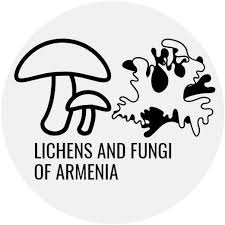 LICHENS AND FUNGI
OF ARMENIA